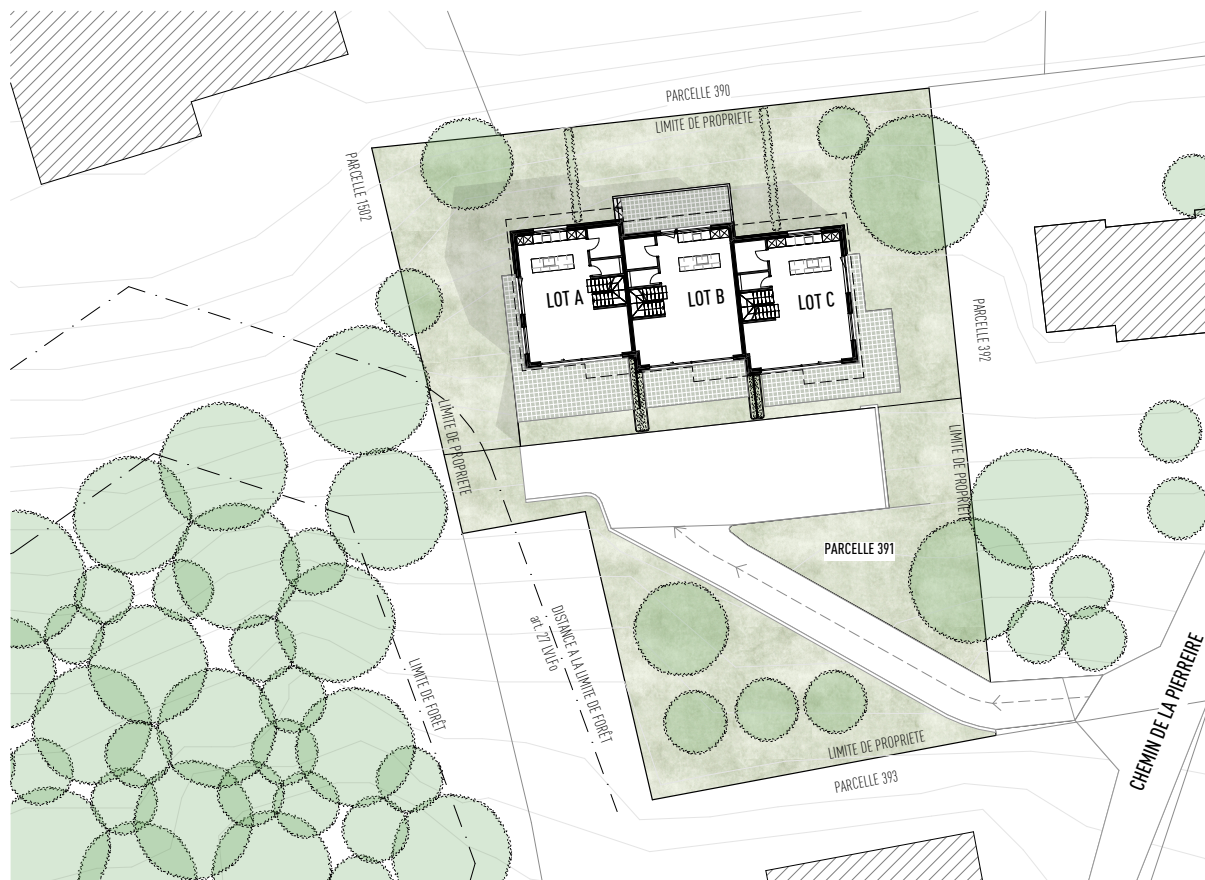 PARCELLE 390
LIMITE DE PROPRIETE
PARCELLE 1502
LOT A
LOT B
LOT C
PARCELLE 392
LIMITE DE PROPRIETE
LIMITE DE PROPRIETE
PARCELLE 391
DISTANCE A LA LIMITE DE FORÊT
art. 27 LVLFo
LIMITE DE FORÊT
CHEMIN DE LA PIERREIRE
LIMITE DE PROPRIETE
PARCELLE 393